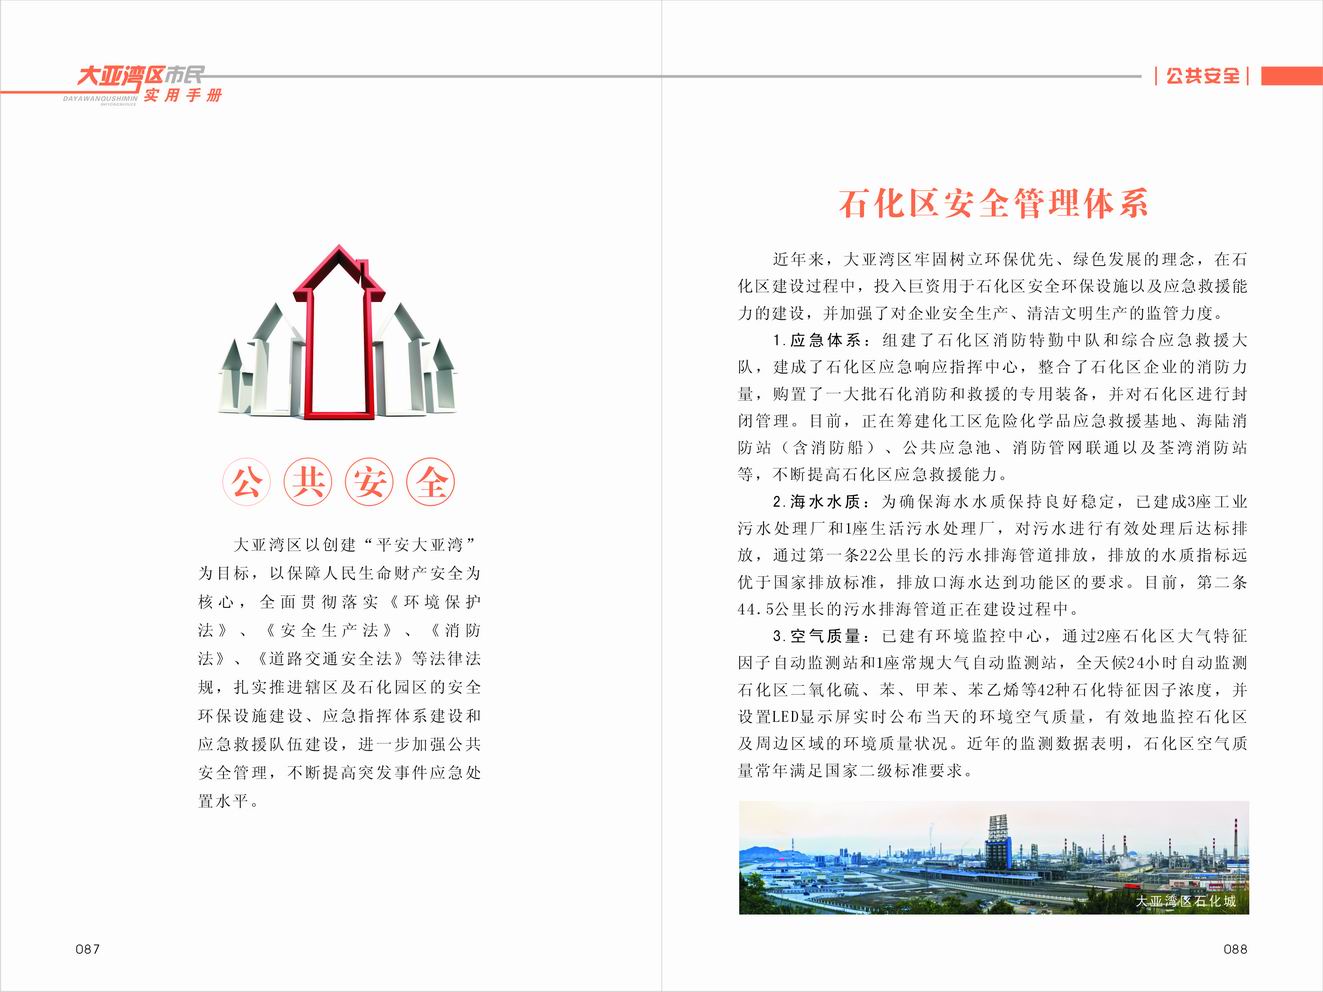 大亚湾区市民
DAYAWANQUSHIMIN
实用手册
公共安全
大亚湾区以创建“平安大亚湾”
为目标，以保障人民生命财产安全为
核心，全面贯彻落实《环境保护
法》、《安全生产法》、《消防
法》、《道路交通安全法》等法律法
规，扎实推进辖区及石化园区的安全
环保设施建设、应急指挥体系建设和
应急救援队伍建设，进一步加强公共
安全管理，不断提高突发事件应急处
置水平。
087
公共安全
石化区安全管理体系
近年来，大亚湾区牢固树立环保优先、绿色发展的理念，在石
化区建设过程中，投入巨资用于石化区安全环保设施以及应急救援能
力的建设，并加强了对企业安全生产、清洁文明生产的监管力度。
1.应急体系：组建了石化区消防特勤中队和综合应急救援大
队，建成了石化区应急响应指挥中心，整合了石化区企业的消防力
量，购置了一大批石化消防和救援的专用装备，并对石化区进行封
闭管理。目前，正在筹建化工区危险化学品应急救援基地、海陆消
防站（含消防船）、公共应急池、消防管网联通以及荃湾消防站
等，不断提高石化区应急救援能力。
2.海水水质：为确保海水水质保持良好稳定，已建成3座工业
污水处理厂和1座生活污水处理厂，对污水进行有效处理后达标排
放，通过第一条22公里长的污水排海管道排放，排放的水质指标远
优于国家排放标准，排放口海水达到功能区的要求。目前，第二条
44.5公里长的污水排海管道正在建设过程中。
3.空气质量：已建有环境监控中心，通过2座石化区大气特征
因子自动监测站和1座常规大气自动监测站，全天候24小时自动监测
石化区二氧化硫、苯、甲苯、苯乙烯等42种石化特征因子浓度，并
设置LED显示屏实时公布当天的环境空气质量，有效地监控石化区
及周边区域的环境质量状况。近年的监测数据表明，石化区空气质
量常年满足国家二级标准要求。
大亚湾区石化城
088